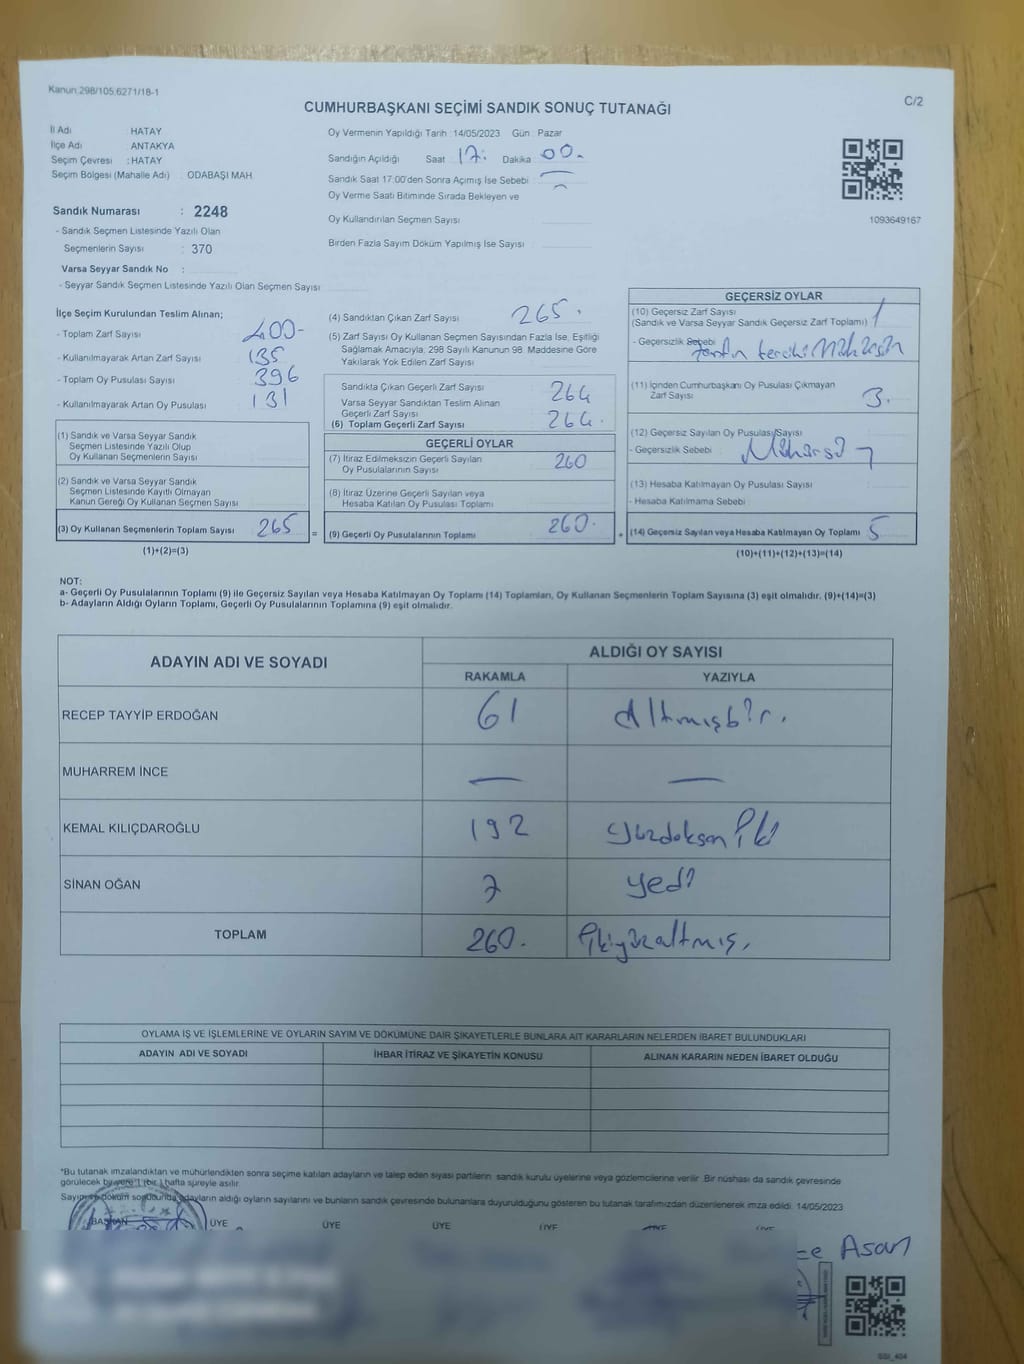 Kanun 298/105.6271/18-1
C/2
CUMHURBAŞKANI SEÇİMİ SANDIK SONUÇ TUTANAĞI
İl Adı : HATAY
İlçe Adı ANTAKYA
Seçim Çevresi : HATAY
Seçim Bölgesi (Mahalle Adı) : ODABAŞI MAH.
Sandık Numarası : 2248
- Sandık Seçmen Listesinde Yazılı Olan
Seçmenlerin Sayısı : 370
Varsa Seyyar Sandık No :
- Seyyar Sandık Seçmen Listesinde Yazılı Olan Seçmen Sayısı
Oy Vermenin Yapıldığı Tarih : 14/05/2023 Gün : Pazar
Sandığın Açıldığı Saat 17: Dakika 00.
Sandık Saat 17:00'den Sonra Açımış İse Sebebi
Oy Verme Saati Bitiminde Sırada Bekleyen ve
Oy Kullandırılan Seçmen Sayısı
Birden Fazla Sayım Döküm Yapılmış İse Sayısı
1093649167
İlçe Seçim Kurulundan Teslim Alınan;
- Toplam Zarf Sayısı 400-
- Kullanılmayarak Artan Zarf Sayısı 135
- Toplam Oy Pusulası Sayısı 396
- Kullanılmayarak Artan Oy Pusulası 131
(1) Sandık ve Varsa Seyyar Sandık
Seçmen Listesinde Yazılı Olup
Oy Kullanan Seçmenlerin Sayısı
(2) Sandık ve Varsa Seyyar Sandık
Seçmen Listesinde Kayıtlı Olmayan
Kanun Gereği Oy Kullanan Seçmen Sayısı
(3) Oy Kullanan Seçmenlerin Toplam Sayısı 265
(1)+(2)=(3)
=
(4) Sandıktan Çıkan Zarf Sayısı 265.
(5) Zarf Sayısı Oy Kullanan Seçmen Sayısından Fazla İse, Eşitliği
Sağlamak Amacıyla, 298 Sayılı Kanunun 98. Maddesine Göre
Yakılarak Yok Edilen Zarf Sayısı
Sandıkta Çıkan Geçerli Zarf Sayısı 264
Varsa Seyyar Sandıktan Teslim Alınan
Geçerli Zarf Sayısı
(6) Toplam Geçerli Zarf Sayısı 264.
GEÇERLİ OYLAR
(7) İtiraz Edilmeksizin Geçerli Sayılan
Oy Pusulalarının Sayısı 260
(8) İtiraz Üzerine Geçerli Sayılan veya
Hesaba Katılan Oy Pusulası Toplamı
(9) Geçerli Oy Pusulalarının Toplamı 260.
+
GEÇERSİZ OYLAR
(10) Geçersiz Zarf Sayısı 1
(Sandık ve Varsa Seyyar Sandık Geçersiz Zarf Toplamı)
- Geçersizlik Sebebi
(11) İçinden Cumhurbaşkanı Oy Pusulası Çıkmayan
Zarf Sayısı 3.
(12) Geçersiz Sayılan Oy Pusulası Sayısı
- Geçersizlik Sebebi
(13) Hesaba Katılmayan Oy Pusulası Sayısı
- Hesaba Katılmama Sebebi
(14) Geçersiz Sayılan veya Hesaba Katılmayan Oy Toplamı 5
(10)+(11)+(12)+(13)=(14)
NOT:
a- Geçerli Oy Pusulalarının Toplamı (9) ile Geçersiz Sayılan veya Hesaba Katılmayan Oy Toplamı (14) Toplamları, Oy Kullanan Seçmenlerin Toplam Sayısına (3) eşit olmalıdır. (9)+(14)=(3)
b- Adayların Aldığı Oyların Toplamı, Geçerli Oy Pusulalarının Toplamına (9) eşit olmalıdır.
ADAYIN ADI VE SOYADI
ALDIĞI OY SAYISI
RAKAMLA YAZIYLA
RECEP TAYYİP ERDOĞAN 61 Altmışbir.
MUHARREM İNCE — —
KEMAL KILIÇDAROĞLU 192 Yüzdoksan iki
SİNAN OĞAN 7 yedi
TOPLAM 260. İkiyüzaltmış.
OYLAMA İŞ VE İŞLEMLERİNE VE OYLARIN SAYIM VE DÖKÜMÜNE DAİR ŞİKAYETLERLE BUNLARA AİT KARARLARIN NELERDEN İBARET BULUNDUKLARI
ADAYIN ADI VE SOYADI İHBAR İTİRAZ VE ŞİKAYETİN KONUSU ALINAN KARARIN NEDEN İBARET OLDUĞU
*Bu tutanak imzalandıktan ve mühürlendikten sonra seçime katılan adayların ve talep eden siyasi partilerin sandık kurulu üyelerine veya gözlemcilerine verilir. Bir nüshası da sandık çevresinde
görülecek bir yere 1 (bir) hafta süreyle asılır.
Sayım ve döküm sonucunda adayların aldığı oyların sayılarını ve bunların sandık çevresinde bulunanlara duyurulduğunu gösteren bu tutanak tarafımızdan düzenlenerek imza edildi. 14/05/2023
BAŞKAN ÜYE ÜYE ÜYE ÜYE
Asan
SSI_404